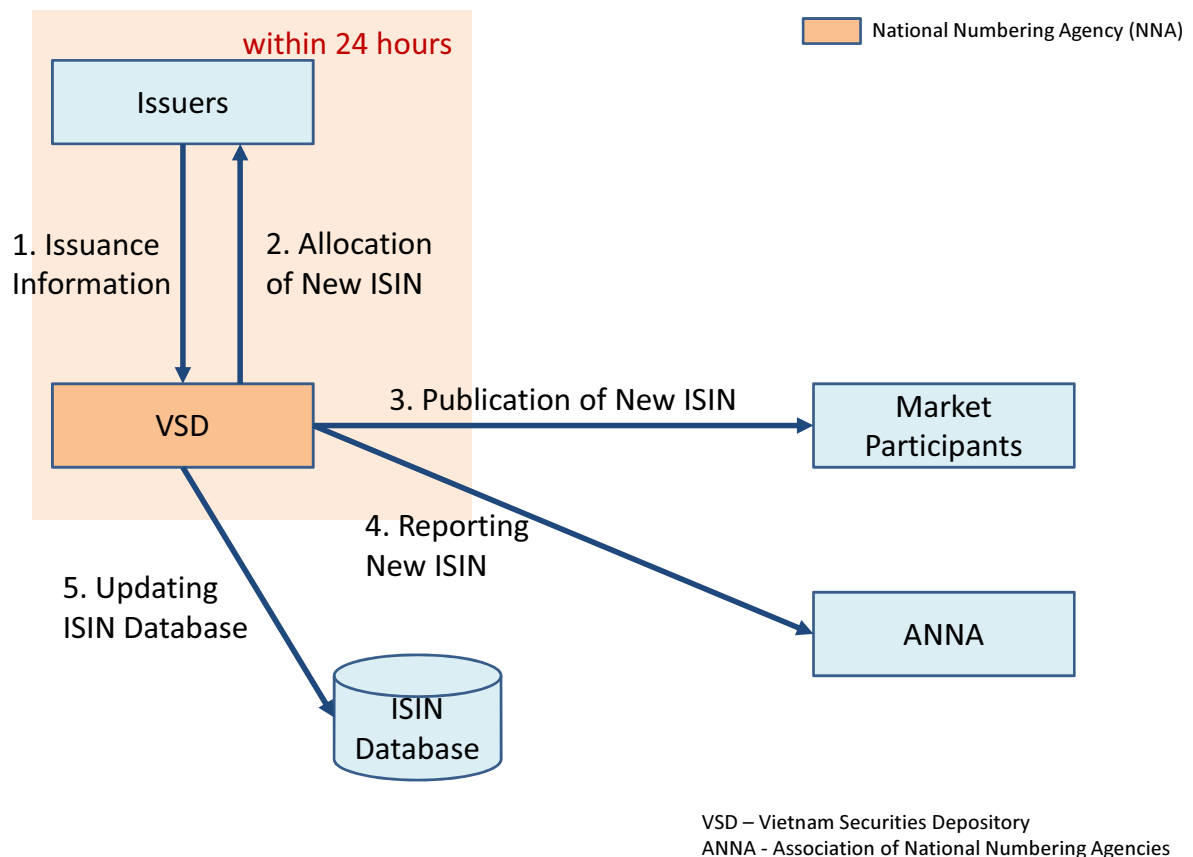 within 24 hours
National Numbering Agency (NNA)
Issuers
1. Issuance
Information
2. Allocation
of New ISIN
VSD
3. Publication of New ISIN
Market
Participants
4. Reporting
New ISIN
5. Updating
ISIN Database
ANNA
ISIN
Database
VSD – Vietnam Securities Depository
ANNA - Association of National Numbering Agencies